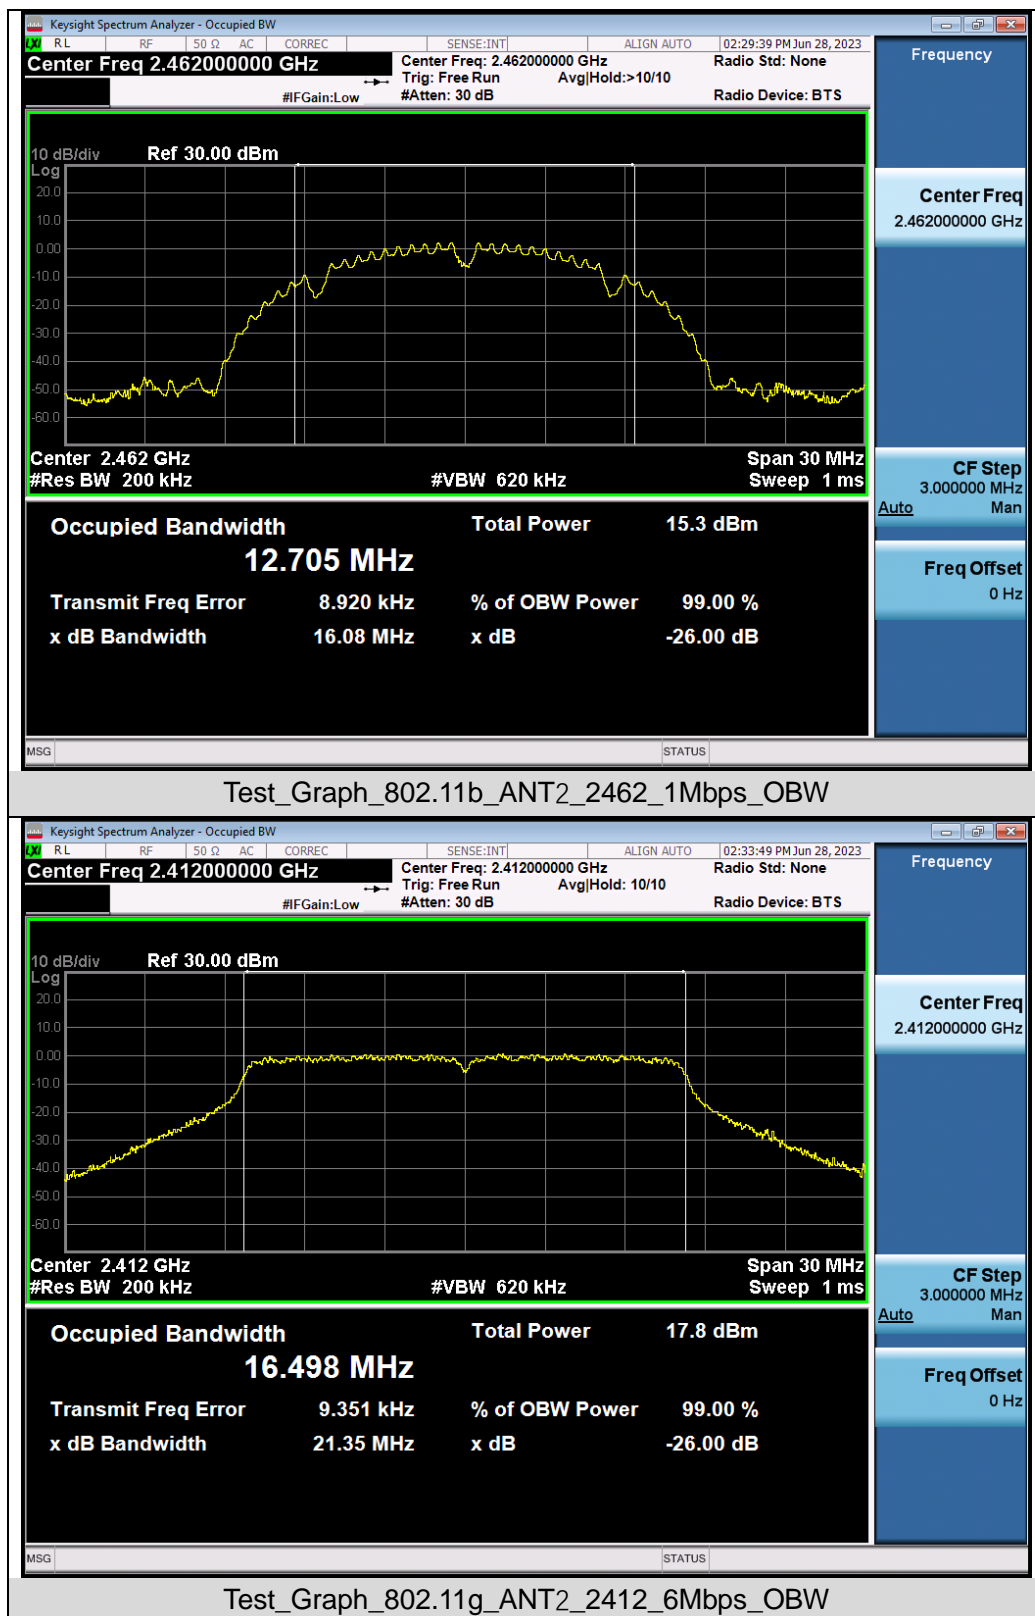 Keysight Spectrum Analyzer - Occupied BW
LXI RL RF 50 Ω AC CORREC SENSE:INT ALIGN AUTO 02:29:39 PM Jun 28, 2023
Center Freq 2.462000000 GHz
Center Freq: 2.462000000 GHz
Radio Std: None
Trig: Free Run Avg|Hold:>10/10
#IFGain:Low
#Atten: 30 dB
Radio Device: BTS
Frequency
10 dB/div Ref 30.00 dBm
Log
20.0
10.0
0.00
-10.0
-20.0
-30.0
-40.0
-50.0
-60.0
Center 2.462 GHz
Span 30 MHz
#Res BW 200 kHz
#VBW 620 kHz
Sweep 1 ms
Center Freq
2.462000000 GHz
CF Step
3.000000 MHz
Auto Man
Freq Offset
0 Hz
Occupied Bandwidth
12.705 MHz
Total Power 15.3 dBm
Transmit Freq Error 8.920 kHz % of OBW Power 99.00 %
x dB Bandwidth 16.08 MHz x dB -26.00 dB
MSG STATUS
Test_Graph_802.11b_ANT2_2462_1Mbps_OBW
Keysight Spectrum Analyzer - Occupied BW
LXI RL RF 50 Ω AC CORREC SENSE:INT ALIGN AUTO 02:33:49 PM Jun 28, 2023
Center Freq 2.412000000 GHz
Center Freq: 2.412000000 GHz
Radio Std: None
Trig: Free Run Avg|Hold: 10/10
#IFGain:Low
#Atten: 30 dB
Radio Device: BTS
Frequency
10 dB/div Ref 30.00 dBm
Log
20.0
10.0
0.00
-10.0
-20.0
-30.0
-40.0
-50.0
-60.0
Center 2.412 GHz
Span 30 MHz
#Res BW 200 kHz
#VBW 620 kHz
Sweep 1 ms
Center Freq
2.412000000 GHz
CF Step
3.000000 MHz
Auto Man
Freq Offset
0 Hz
Occupied Bandwidth
16.498 MHz
Total Power 17.8 dBm
Transmit Freq Error 9.351 kHz % of OBW Power 99.00 %
x dB Bandwidth 21.35 MHz x dB -26.00 dB
MSG STATUS
Test_Graph_802.11g_ANT2_2412_6Mbps_OBW